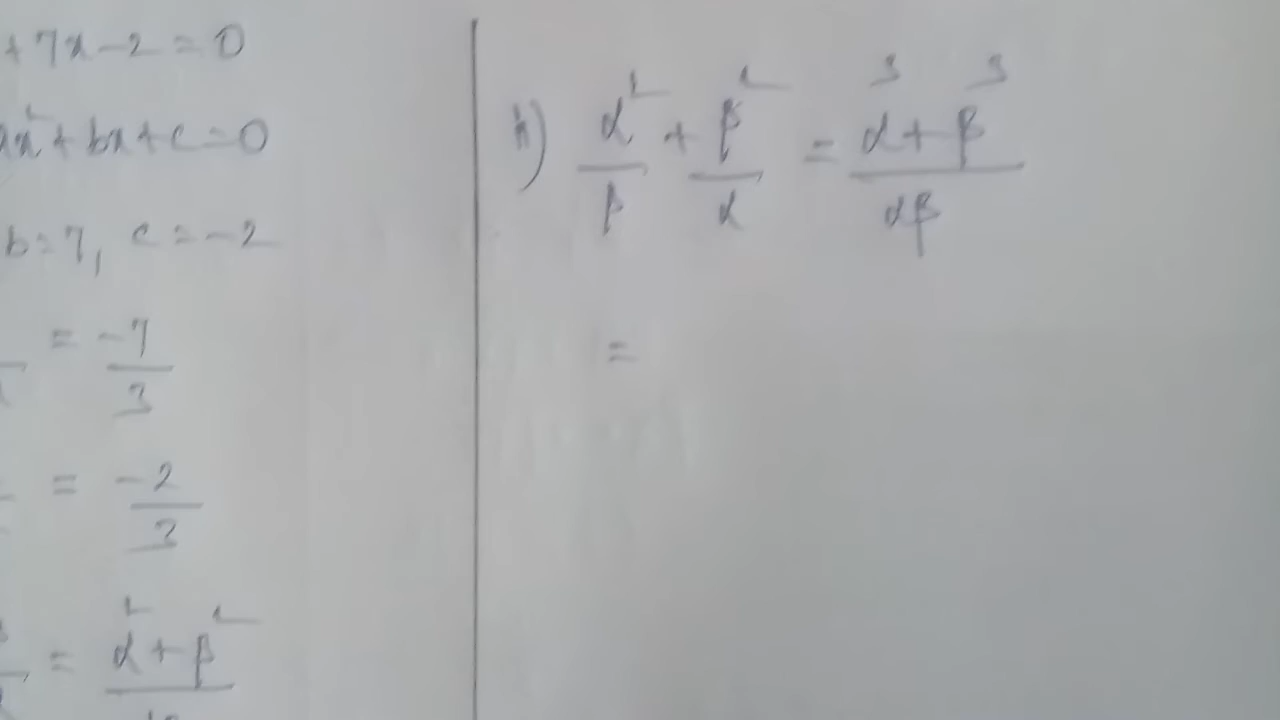 + 7x - 2 = 0
ax² + bx + c = 0
b = 7, c = -2
= -7/3
= -2/3
= α² + β²
ii) α²/β + β²/α = α³ + β³/αβ
=